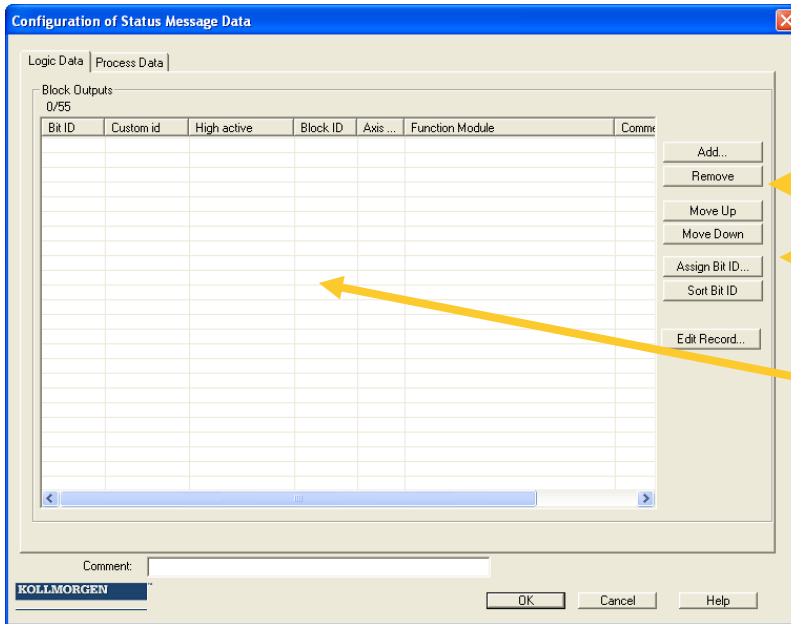 Configuration of Status Message Data
Logic Data
Process Data
Block Outputs
0/55
Bit ID
Custom id
High active
Block ID
Axis ...
Function Module
Comme
Add...
Remove
Move Up
Move Down
Assign Bit ID...
Sort Bit ID
Edit Record...
Comment:
KOLLMORGEN™
OK
Cancel
Help